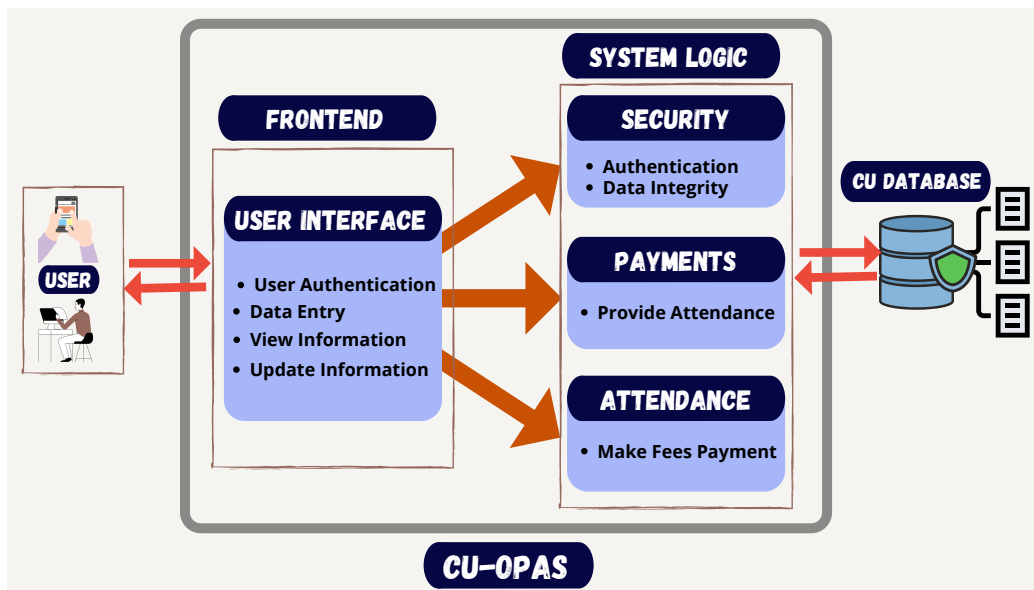 USER
FRONTEND
USER INTERFACE
• User Authentication
• Data Entry
• View Information
• Update Information
SYSTEM LOGIC
SECURITY
• Authentication
• Data Integrity
PAYMENTS
• Provide Attendance
ATTENDANCE
• Make Fees Payment
CU DATABASE
CU-OPAS